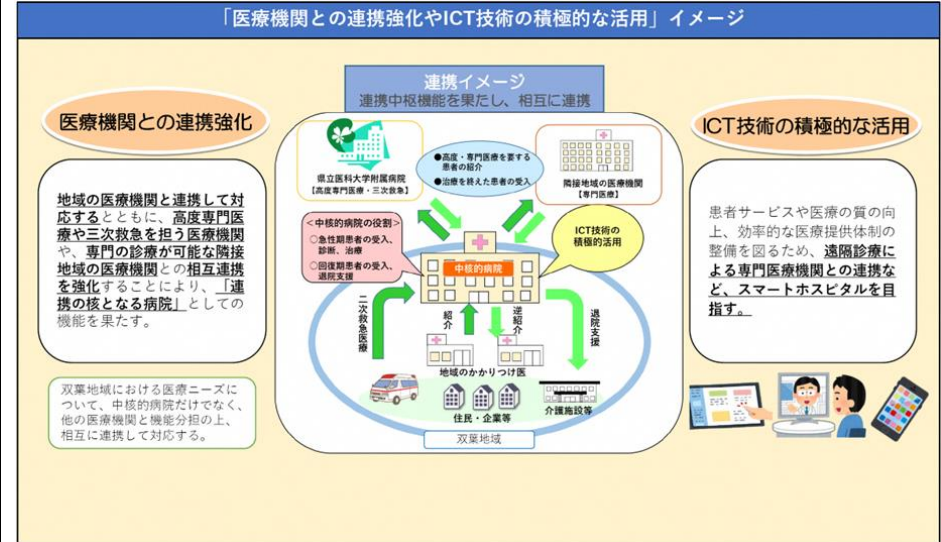 「医療機関との連携強化やICT技術の積極的な活用」イメージ
連携イメージ
連携中枢機能を果たし、相互に連携
医療機関との連携強化
地域の医療機関と連携して対
応するとともに、高度専門医
療や三次救急を担う医療機関
や、専門の診療が可能な隣接
地域の医療機関との相互連携
を強化することにより、「連
携の核となる病院」としての
機能を果たす。
双葉地域における医療ニーズに
ついて、中核的病院だけでなく、
他の医療機関と機能分担の上、
相互に連携して対応する。
県立医科大学附属病院
【高度専門医療・三次救急】
●高度・専門医療を要する
患者の紹介
●治療を終えた患者の受入
隣接地域の医療機関
【専門医療】
＜中核的病院の役割＞
○急性期患者の受入、
診断、治療
○回復期患者の受入、
退院支援
ICT技術の
積極的活用
中核的病院
二次救急医療
紹介
逆紹介
退院支援
地域のかかりつけ医
住民・企業等
介護施設等
双葉地域
ICT技術の積極的な活用
患者サービスや医療の質の向
上、効率的な医療提供体制の
整備を図るため、遠隔診療に
よる専門医療機関との連携な
ど、スマートホスピタルを目
指す。